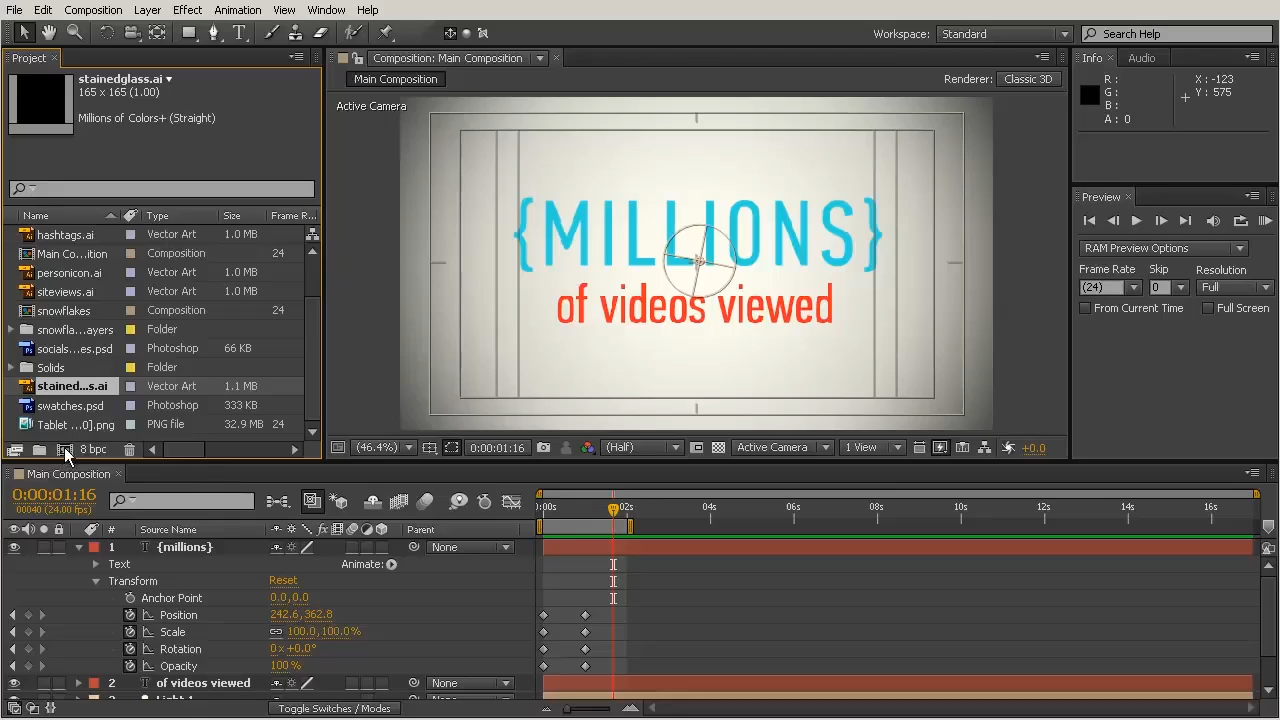 File Edit Composition Layer Effect Animation View Window Help
Workspace: Standard Search Help
Project
stainedglass.ai
165 x 165 (1.00)
Millions of Colors+ (Straight)
Name Type Size Frame R...
hashtags.ai Vector Art 1.0 MB
Main Co...ition Composition 24
personicon.ai Vector Art 1.0 MB
siteviews.ai Vector Art 1.0 MB
snowflakes Composition 24
snowfla...ayers Folder
socials...es.psd Photoshop 66 KB
Solids Folder
stained...s.ai Vector Art 1.1 MB
swatches.psd Photoshop 333 KB
Tablet ...0].png PNG file 32.9 MB 24
8 bpc
Composition: Main Composition
Main Composition
Renderer: Classic 3D
Active Camera
{MILLIONS}
of videos viewed
(46.4%) 0:00:01:16 (Half) Active Camera 1 View +0.0
Info Audio
R : X : -123
G : Y : 575
B :
A : 0
Preview
RAM Preview Options
Frame Rate Skip Resolution
(24) 0 Full
From Current Time Full Screen
Main Composition
0:00:01:16
00040 (24.00 fps)
:00s 02s 04s 06s 08s 10s 12s 14s 16s
# Source Name fx Parent
1 T {millions} None
Text Animate:
Transform Reset
Anchor Point 0.0,0.0
Position 242.6,362.8
Scale 100.0,100.0%
Rotation 0x+0.0°
Opacity 100%
2 T of videos viewed None
Toggle Switches / Modes